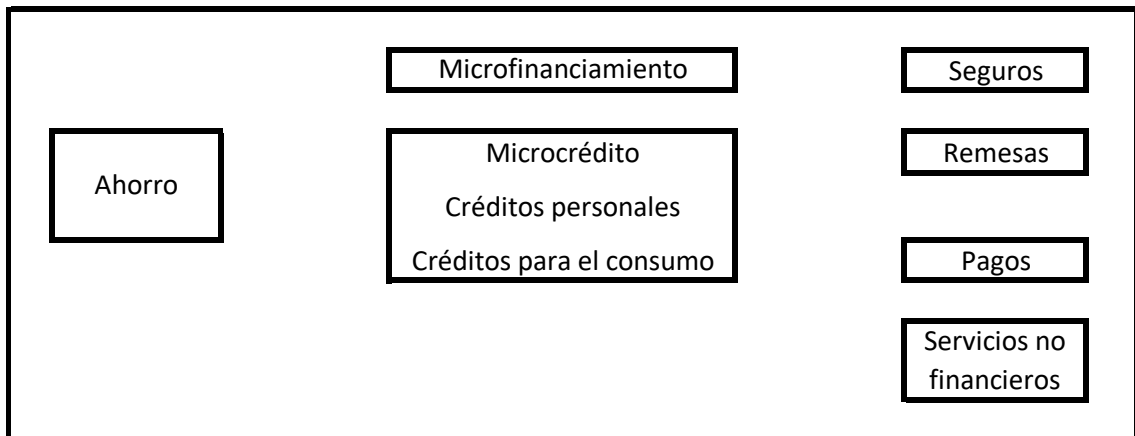 Microfinanciamiento
Seguros
Ahorro
Microcrédito
Créditos personales
Créditos para el consumo
Remesas
Pagos
Servicios no
financieros